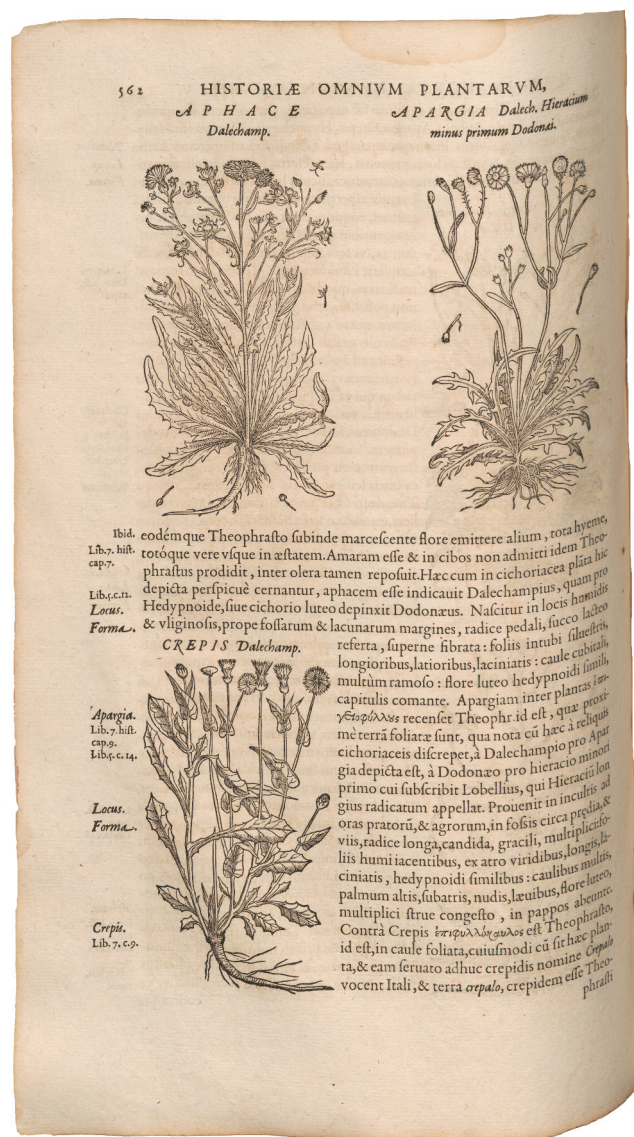 562 HISTORIÆ OMNIVM PLANTARVM,
APHACE
Dalechamp.
APARGIA Dalech. Hieracium
minus primum Dodonæi.
Ibid.
Lib.7. hist.
cap.7.
Lib.5.c.12.
Locus.
Forma.
eodémque Theophrasto subinde marcescente flore emittere alium, tota hyeme,
totóque vere vsque in æstatem. Amaram esse & in cibos non admitti idem Theo-
phrastus prodidit, inter olera tamen reposuit. Hæc cum in cichoriacea plãta hic
depicta perspicuè cernantur, aphacem esse indicauit Dalechampius, quam pro
Hedypnoide, siue cichorio luteo depinxit Dodonæus. Nascitur in locis humidis
& vliginosis, prope fossarum & lacunarum margines, radice pedali, succo lacteo
CREPIS Dalechamp.
Apargia.
Lib.7. hist.
cap.9.
Lib.5.c.14.
Locus.
Forma.
Crepis.
Lib.7.c.9.
referta, superne fibrata: foliis intubi siluestris,
longioribus, latioribus, laciniatis: caule cubitali,
multùm ramoso: flore luteo hedypnoidi simili,
capitulis comante. Apargiam inter plantas
recenset Theophr. id est, quæ proxi-
mè terrã foliatæ sunt, qua nota cũ hæc à reliquis
cichoriaceis discrepet, à Dalechampio pro Apar
gia depicta est, à Dodonæo pro hieracio minori
primo cui subscribit Lobellius, qui Hieraciũ lon
gius radicatum appellat. Prouenit in incultis ad
oras pratorũ, & agrorum, in fossis circa prędia, &
viis, radice longa, candida, gracili, multiplici: fo-
liis humi iacentibus, ex atro viridibus, longis, la-
ciniatis, hedypnoidi similibus: caulibus multis,
palmum altis, subatris, nudis, læuibus, flore luteo,
multiplici strue congesto, in pappos abeunte.
Contrà Crepis ἐπιφυλλόκαυλος est Theophrasto,
id est, in caule foliata, cuiusmodi cũ sit hæc plan-
ta, & eam seruato adhuc crepidis nomine Crepalo
vocent Itali, & terra crepalo, crepidem esse Theo-
phrasti